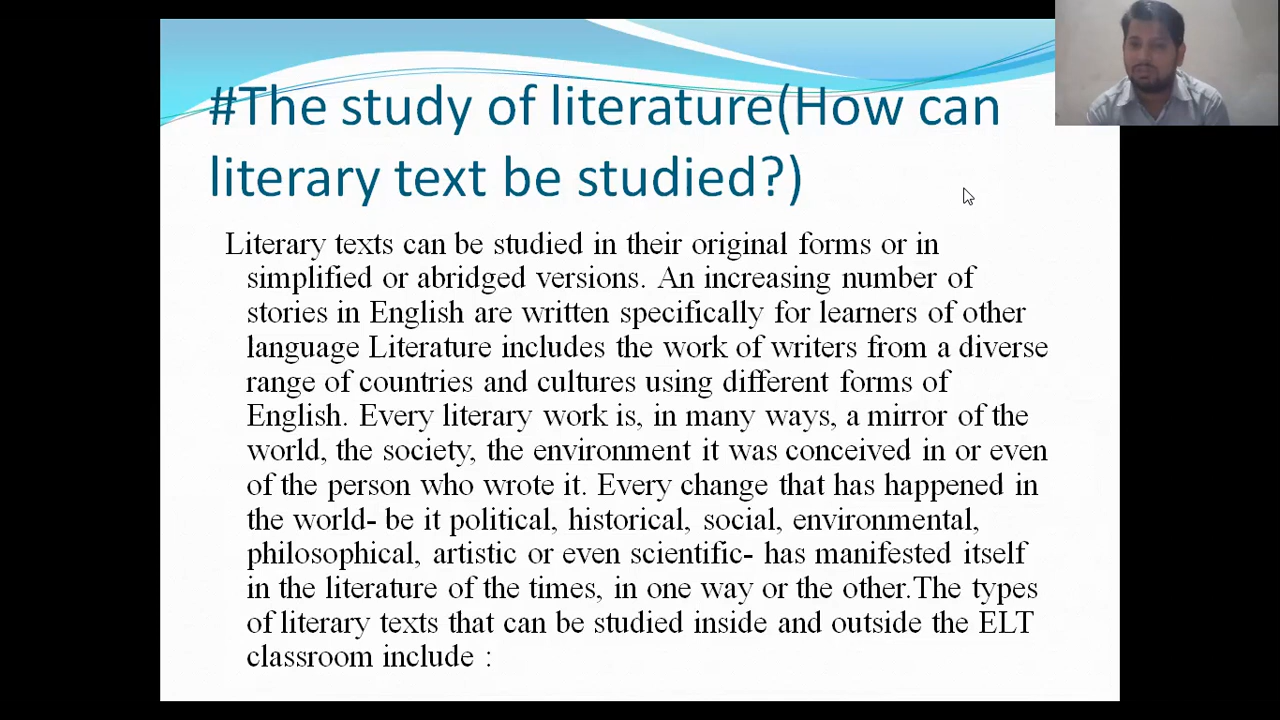 #The study of literature(How can
literary text be studied?)
Literary texts can be studied in their original forms or in
simplified or abridged versions. An increasing number of
stories in English are written specifically for learners of other
language Literature includes the work of writers from a diverse
range of countries and cultures using different forms of
English. Every literary work is, in many ways, a mirror of the
world, the society, the environment it was conceived in or even
of the person who wrote it. Every change that has happened in
the world- be it political, historical, social, environmental,
philosophical, artistic or even scientific- has manifested itself
in the literature of the times, in one way or the other.The types
of literary texts that can be studied inside and outside the ELT
classroom include :